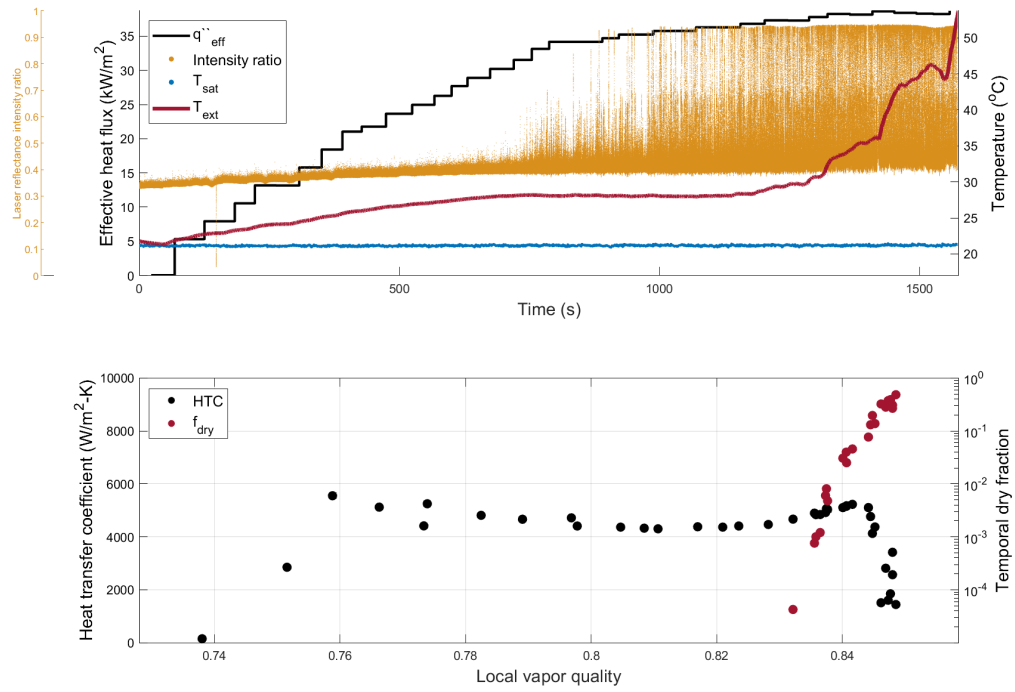 1
0.9
0.8
0.7
0.6
0.5
0.4
0.3
0.2
0.1
0
Laser reflectance intensity ratio
35
30
25
20
15
10
5
0
Effective heat flux (kW/m²)
q``eff
Intensity ratio
Tsat
Text
50
45
40
35
30
25
20
Temperature (°C)
0 500 1000 1500
Time (s)
10000
8000
6000
4000
2000
0
Heat transfer coefficient (W/m²-K)
HTC
fdry
10⁰
10⁻¹
10⁻²
10⁻³
10⁻⁴
Temporal dry fraction
0.74 0.76 0.78 0.8 0.82 0.84
Local vapor quality